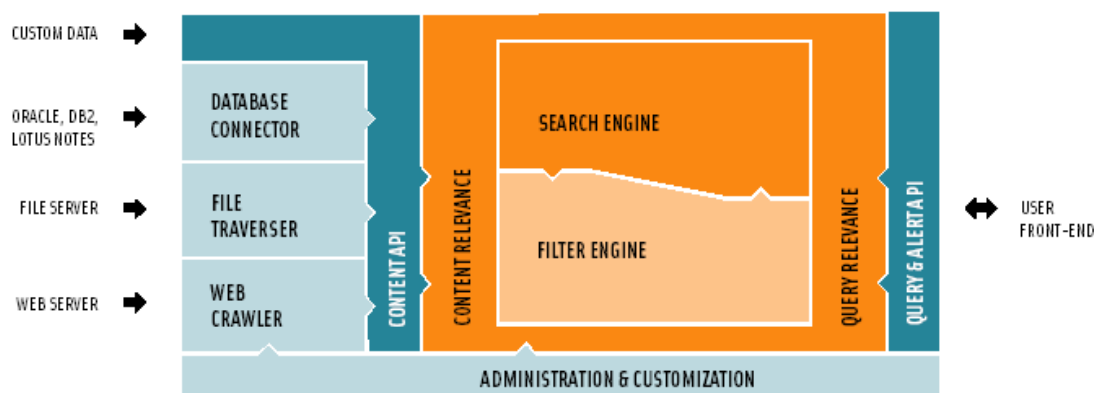 CUSTOM DATA
ORACLE, DB2,
LOTUS NOTES
FILE SERVER
WEB SERVER
DATABASE
CONNECTOR
FILE
TRAVERSER
WEB
CRAWLER
CONTENT API
CONTENT RELEVANCE
SEARCH ENGINE
FILTER ENGINE
QUERY RELEVANCE
QUERY & ALERT API
USER
FRONT-END
ADMINISTRATION & CUSTOMIZATION